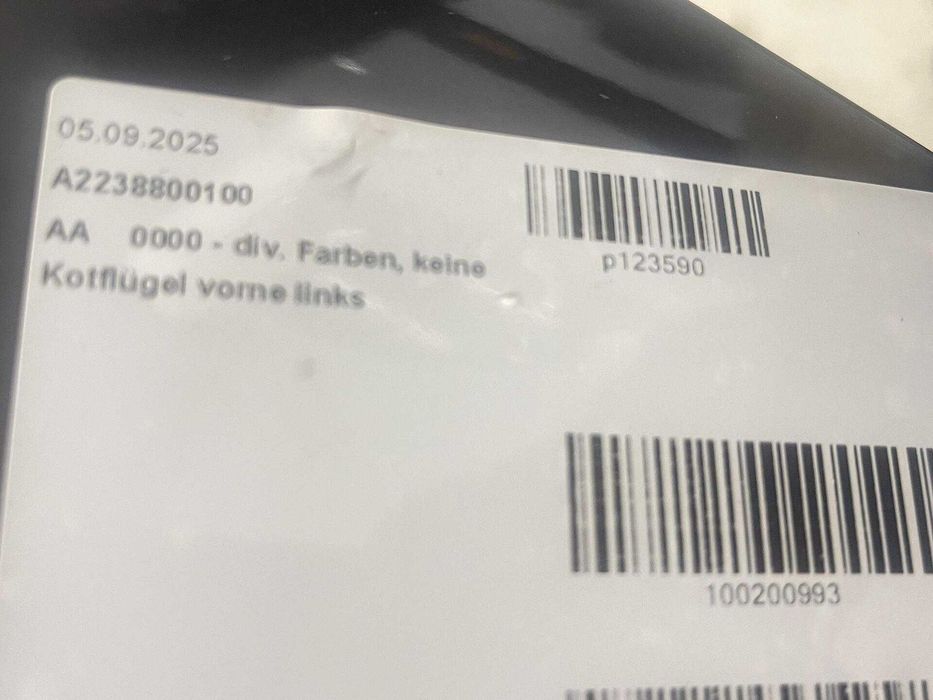 05.09.2025
A2238800100
AA 0000 - div. Farben, keine
Kotflügel vorne links
p123590
100200993